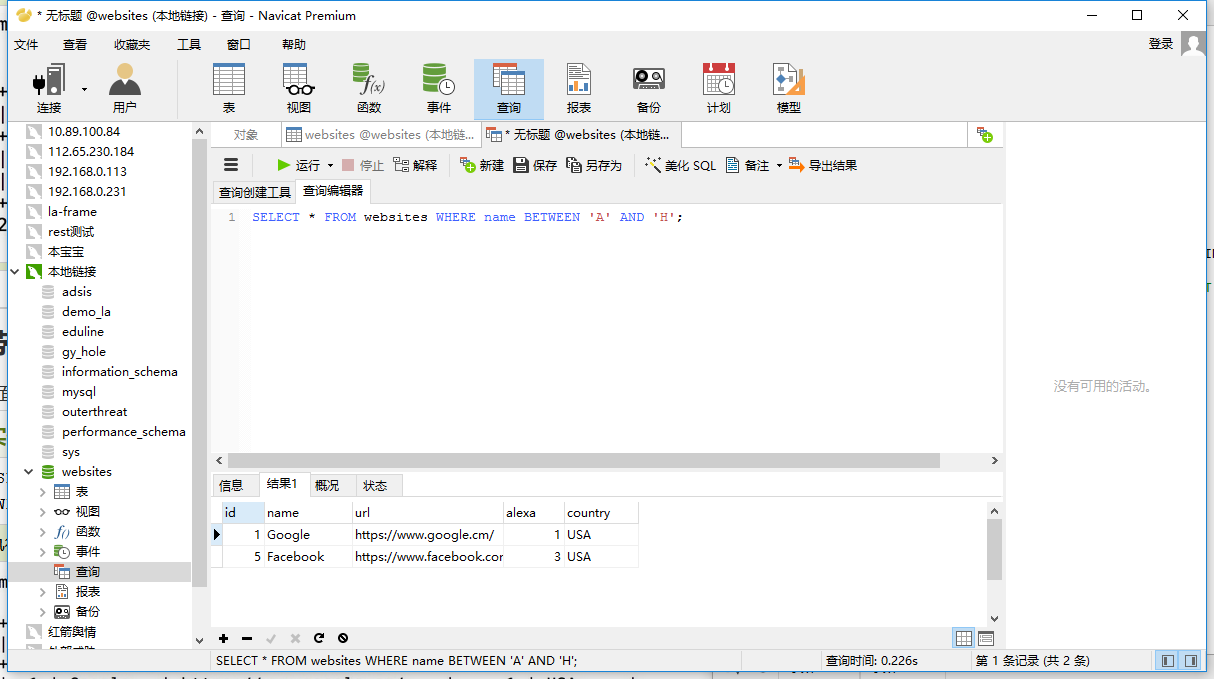 * 无标题 @websites (本地链接) - 查询 - Navicat Premium
文件 查看 收藏夹 工具 窗口 帮助 登录
连接 用户 表 视图 函数 事件 查询 报表 备份 计划 模型
10.89.100.84
112.65.230.184
192.168.0.113
192.168.0.231
la-frame
rest测试
本宝宝
本地链接
adsis
demo_la
eduline
gy_hole
information_schema
mysql
outerthreat
performance_schema
sys
websites
表
视图
函数
事件
查询
报表
备份
红箭舆情
对象 websites @websites (本地链... * 无标题 @websites (本地链...
运行 停止 解释 新建 保存 另存为 美化 SQL 备注 导出结果
查询创建工具 查询编辑器
1 SELECT * FROM websites WHERE name BETWEEN 'A' AND 'H';
没有可用的活动。
信息 结果1 概况 状态
id name url alexa country
1 Google https://www.google.cm/ 1 USA
5 Facebook https://www.facebook.cor 3 USA
SELECT * FROM websites WHERE name BETWEEN 'A' AND 'H'; 查询时间: 0.226s 第 1 条记录 (共 2 条)